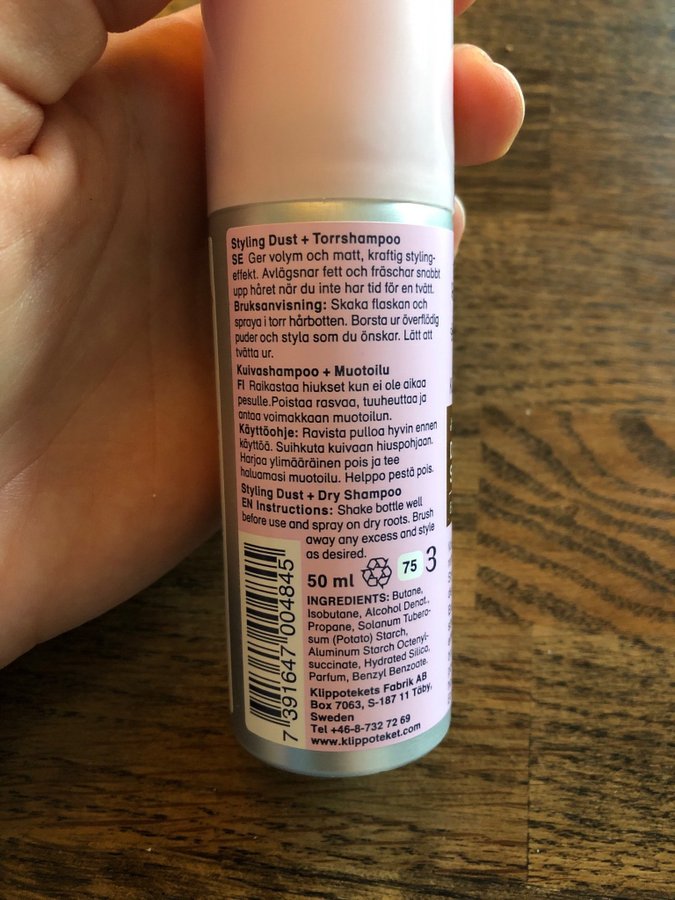 Styling Dust + Torrshampoo
SE Ger volym och matt, kraftig styling-
effekt. Avlägsnar fett och fräschar snabbt
upp håret när du inte har tid för en tvätt.
Bruksanvisning: Skaka flaskan och
spraya i torr hårbotten. Borsta ur överflödig
puder och styla som du önskar. Lätt att
tvätta ur.
Kuivashampoo + Muotoilu
FI Raikastaa hiukset kun ei ole aikaa
pesulle.Poistaa rasvaa, tuuheuttaa ja
antaa voimakkaan muotoilun.
Käyttöohje: Ravista pulloa hyvin ennen
käyttöä. Suihkuta kuivaan hiuspohjaan.
Harjaa ylimääräinen pois ja tee
haluamasi muotoilu. Helppo pestä pois.
Styling Dust + Dry Shampoo
EN Instructions: Shake bottle well
before use and spray on dry roots. Brush
away any excess and style
as desired.
50 ml 75 3
INGREDIENTS: Butane,
Isobutane, Alcohol Denat.,
Propane, Solanum Tubero-
sum (Potato) Starch,
Aluminum Starch Octenyl-
succinate, Hydrated Silica,
Parfum, Benzyl Benzoate.
Klippotekets Fabrik AB
Box 7063, S-187 11 Täby,
Sweden
Tel +46-8-732 72 69
www.klippoteket.com
7 391647 004845